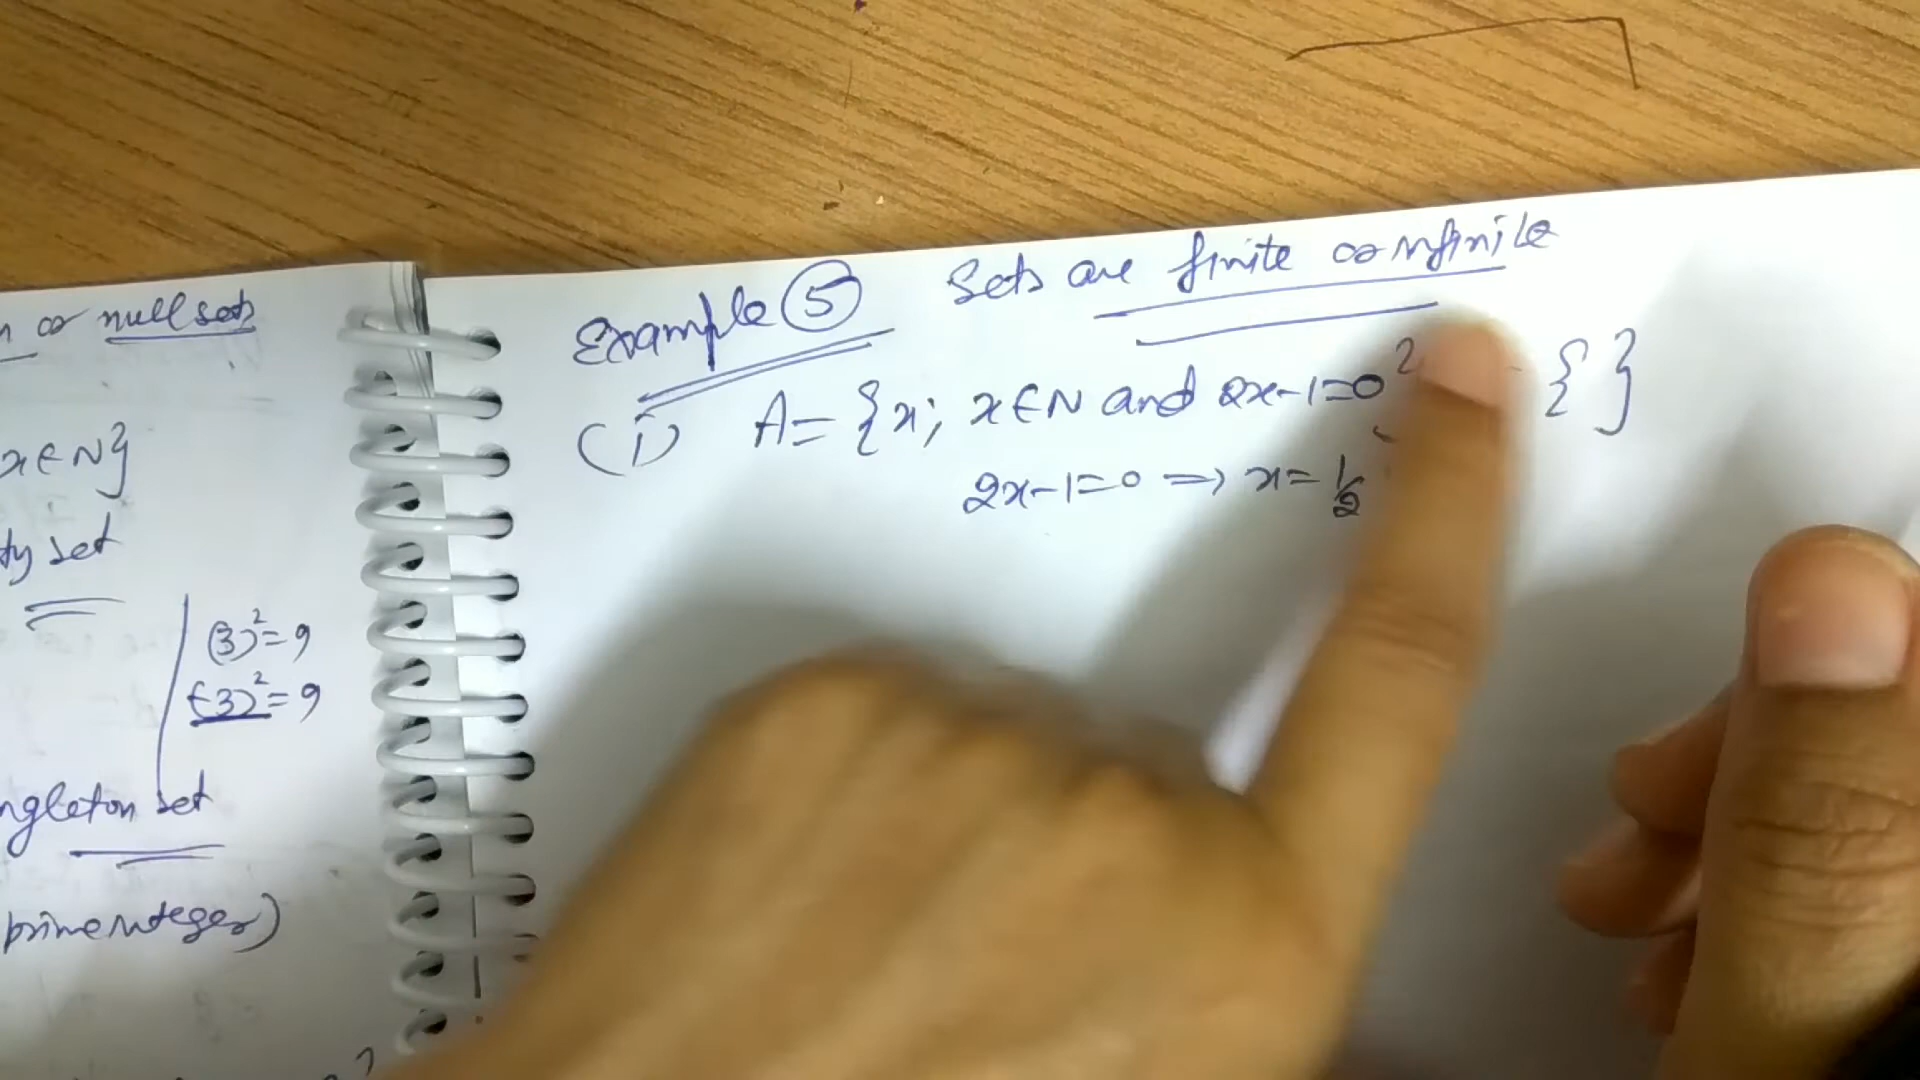 or null sets
x∈N}
ty set
(3)²=9
(-3)²=9
ngleton set
prime integer)
Example 5 Sets are finite or infinite
(i) A={x; x∈N and 2x-1=0} { }
2x-1=0 ⇒ x=1/2